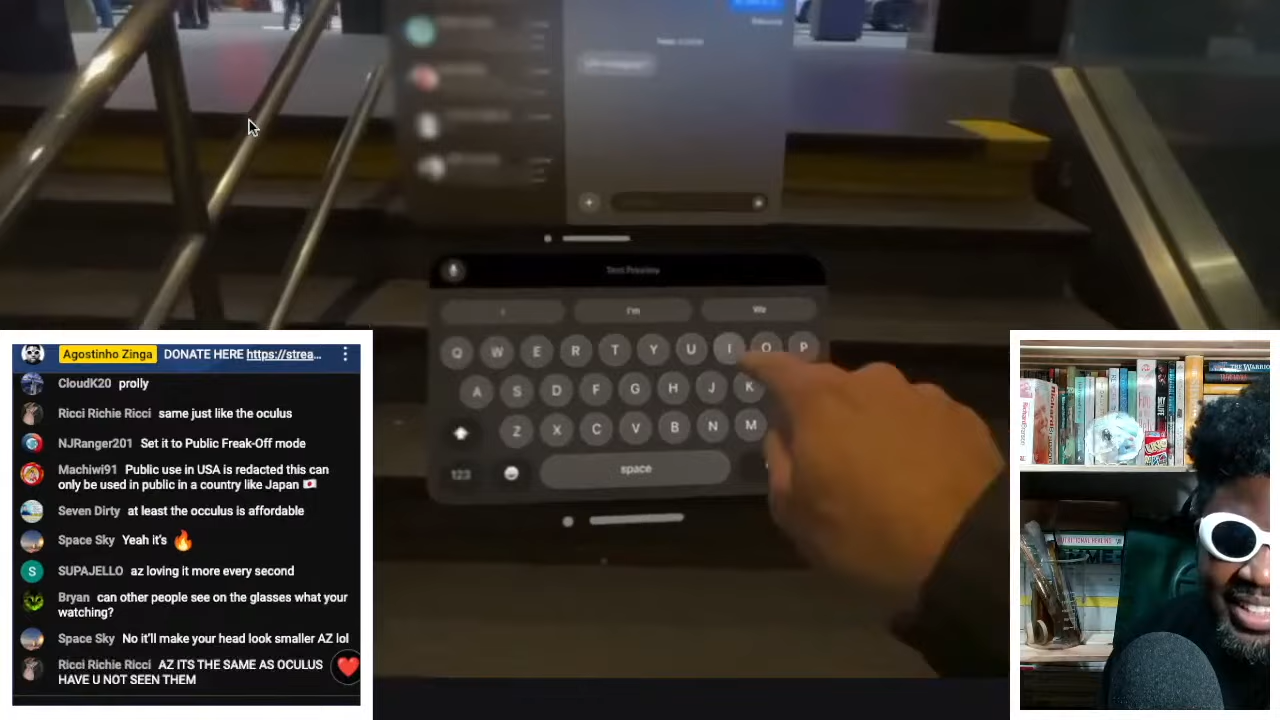 I'm
Q W E R T Y U I O P
A S D F G H J K
Z X C V B N M
123
space
Agostinho Zinga DONATE HERE https://strea...
CloudK20 prolly
Ricci Richie Ricci same just like the oculus
NJRanger201 Set it to Public Freak-Off mode
Machiwi91 Public use in USA is redacted this can
only be used in public in a country like Japan
Seven Dirty at least the occulus is affordable
Space Sky Yeah it's
S SUPAJELLO az loving it more every second
Bryan can other people see on the glasses what your
watching?
Space Sky No it'll make your head look smaller AZ lol
Ricci Richie Ricci AZ ITS THE SAME AS OCULUS
HAVE U NOT SEEN THEM
UNO